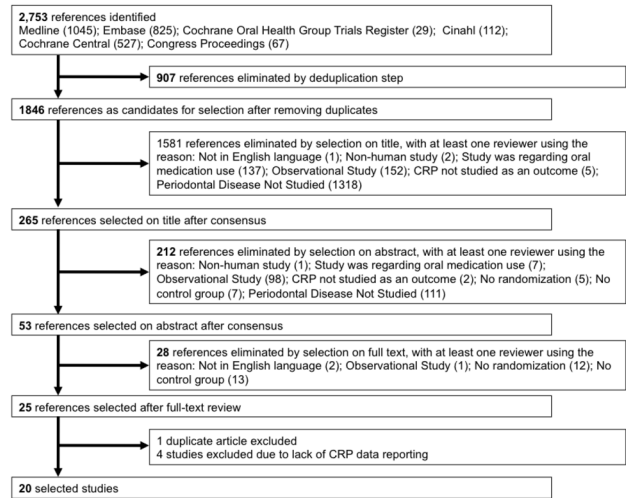 2,753 references identified
Medline (1045); Embase (825); Cochrane Oral Health Group Trials Register (29); Cinahl (112);
Cochrane Central (527); Congress Proceedings (67)
907 references eliminated by deduplication step
1846 references as candidates for selection after removing duplicates
1581 references eliminated by selection on title, with at least one reviewer using the
reason: Not in English language (1); Non-human study (2); Study was regarding oral
medication use (137); Observational Study (152); CRP not studied as an outcome (5);
Periodontal Disease Not Studied (1318)
265 references selected on title after consensus
212 references eliminated by selection on abstract, with at least one reviewer using the
reason: Non-human study (1); Study was regarding oral medication use (7);
Observational Study (98); CRP not studied as an outcome (2); No randomization (5); No
control group (7); Periodontal Disease Not Studied (111)
53 references selected on abstract after consensus
28 references eliminated by selection on full text, with at least one reviewer using the
reason: Not in English language (2); Observational Study (1); No randomization (12); No
control group (13)
25 references selected after full-text review
1 duplicate article excluded
4 studies excluded due to lack of CRP data reporting
20 selected studies